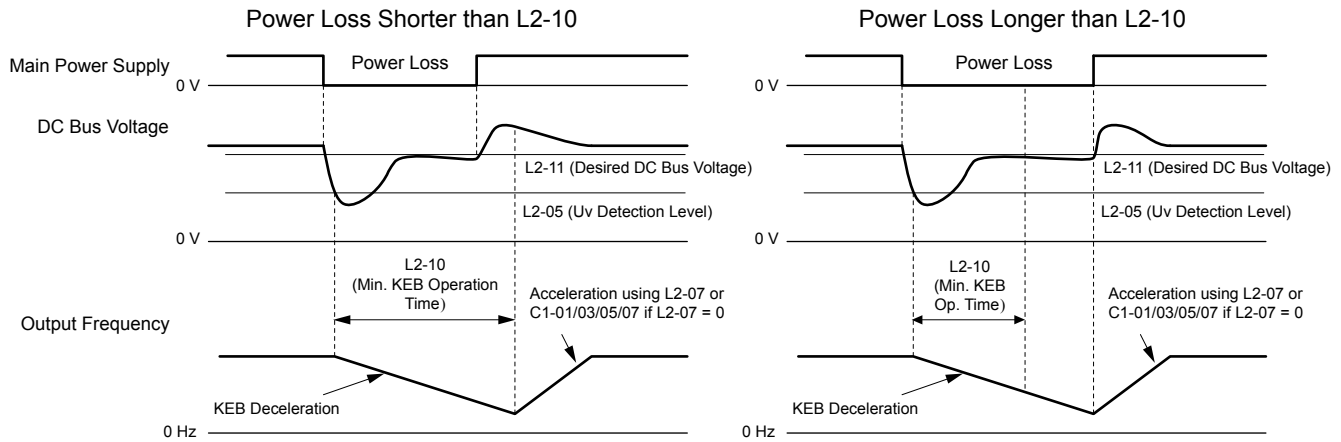 Power Loss Shorter than L2-10
Main Power Supply
Power Loss
0 V
DC Bus Voltage
L2-11 (Desired DC Bus Voltage)
L2-05 (Uv Detection Level)
0 V
L2-10
(Min. KEB Operation
Time)
Acceleration using L2-07 or
C1-01/03/05/07 if L2-07 = 0
Output Frequency
KEB Deceleration
0 Hz
Power Loss Longer than L2-10
Power Loss
0 V
L2-11 (Desired DC Bus Voltage)
L2-05 (Uv Detection Level)
0 V
L2-10
(Min. KEB
Op. Time)
Acceleration using L2-07 or
C1-01/03/05/07 if L2-07 = 0
KEB Deceleration
0 Hz